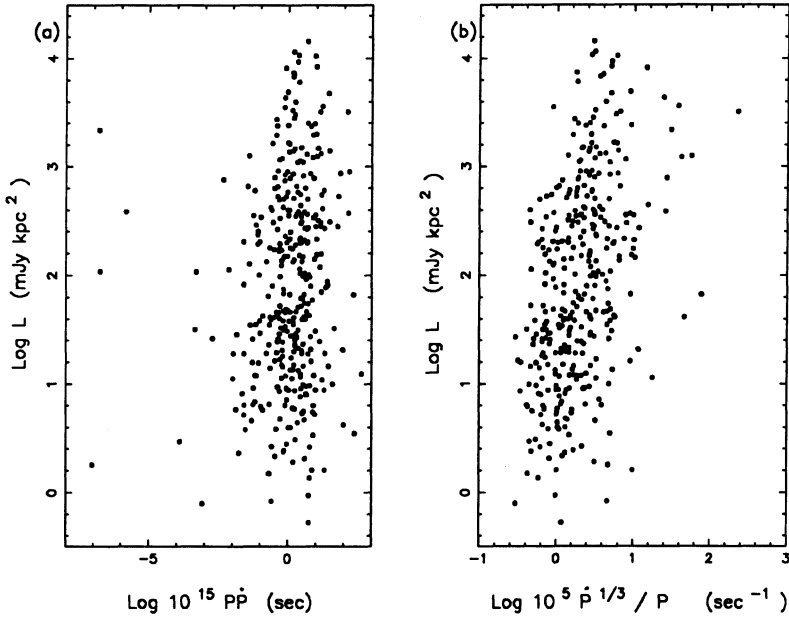 (a)
4
3
2
1
0
Log L (mJy kpc ²)
-5 0
Log 10 ¹⁵ PṖ (sec)
(b)
4
3
2
1
0
Log L (mJy kpc ²)
-1 0 1 2 3
Log 10 ⁵ Ṗ ¹/³ / P (sec ⁻¹)